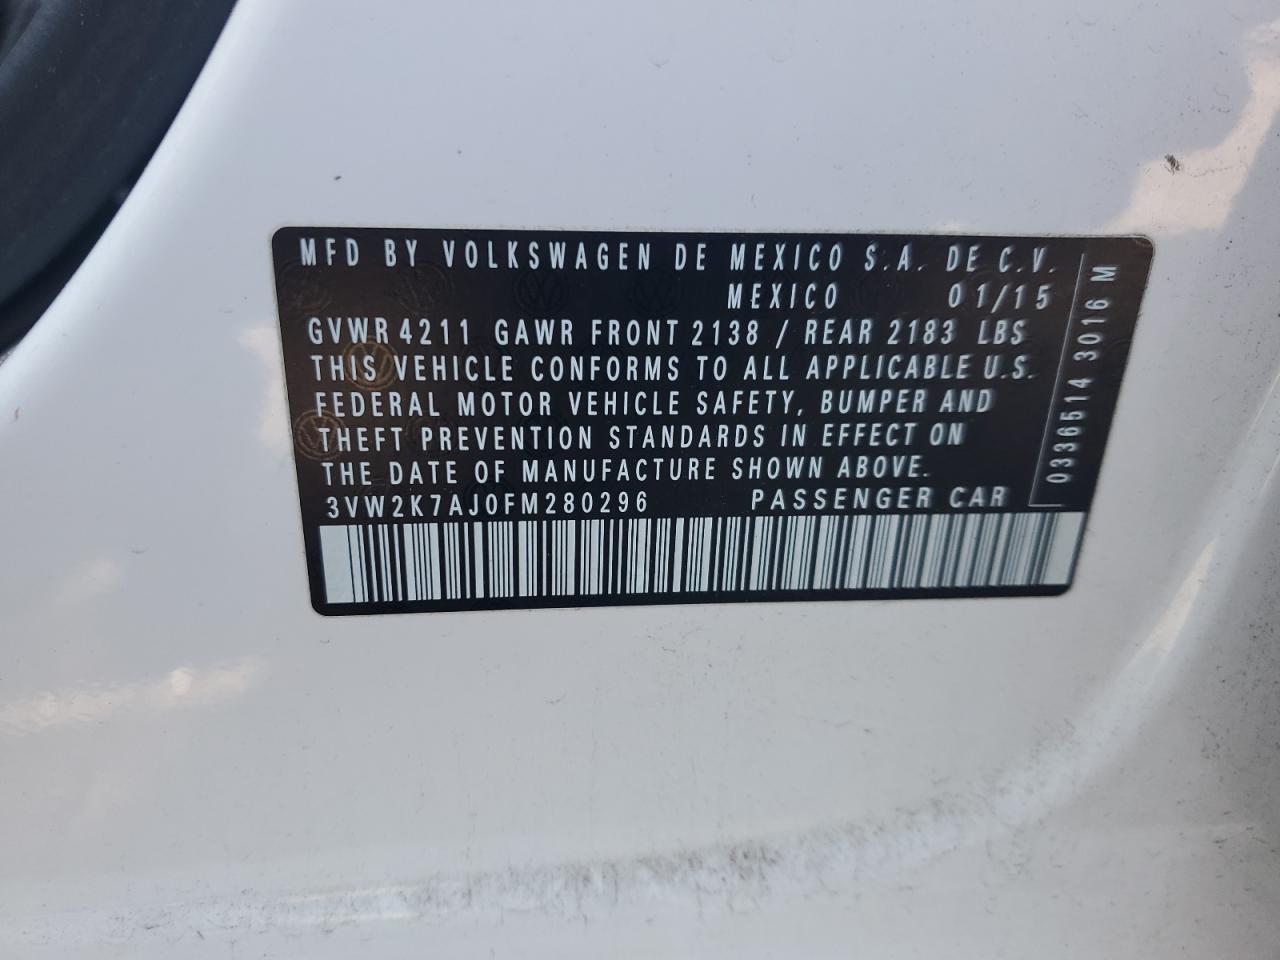 MFD BY VOLKSWAGEN DE MEXICO S.A. DE C.V.
MEXICO 01/15
GVWR 4211 GAWR FRONT 2138 / REAR 2183 LBS
THIS VEHICLE CONFORMS TO ALL APPLICABLE U.S.
FEDERAL MOTOR VEHICLE SAFETY, BUMPER AND
THEFT PREVENTION STANDARDS IN EFFECT ON
THE DATE OF MANUFACTURE SHOWN ABOVE.
3VW2K7AJ0FM280296 PASSENGER CAR
0336514 3016 M